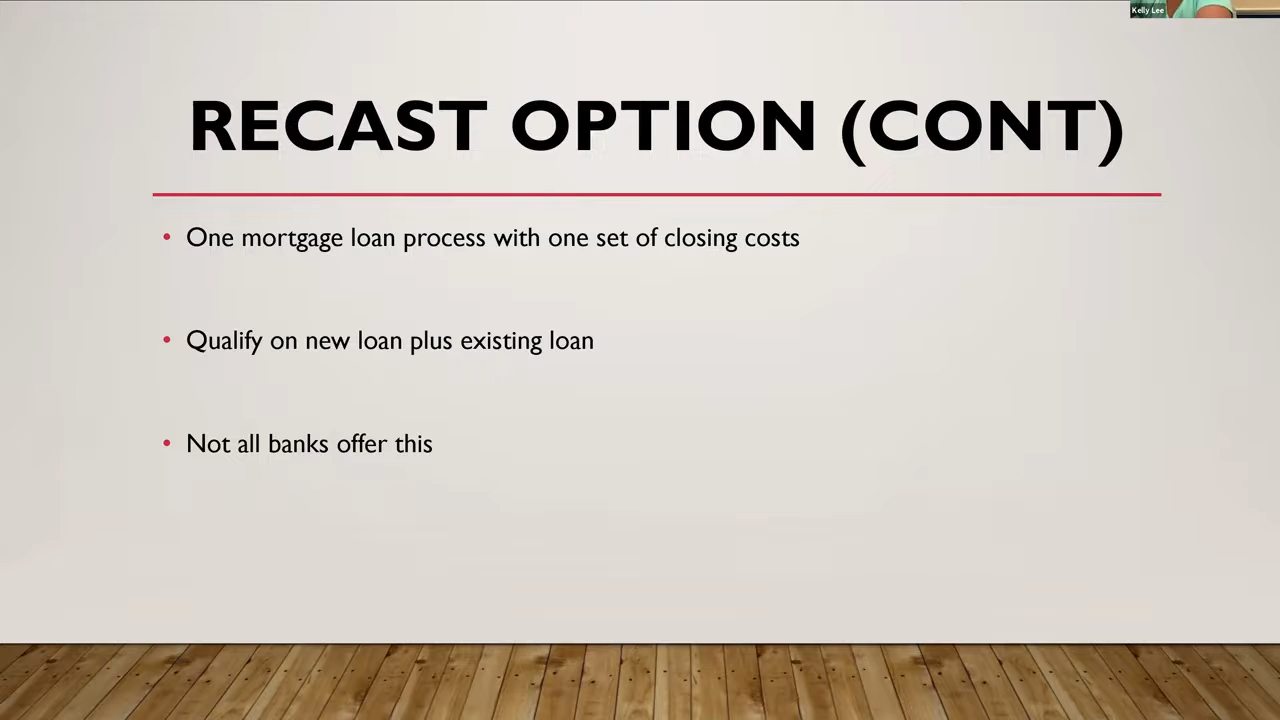 Kelly Lee
RECAST OPTION (CONT)
• One mortgage loan process with one set of closing costs
• Qualify on new loan plus existing loan
• Not all banks offer this